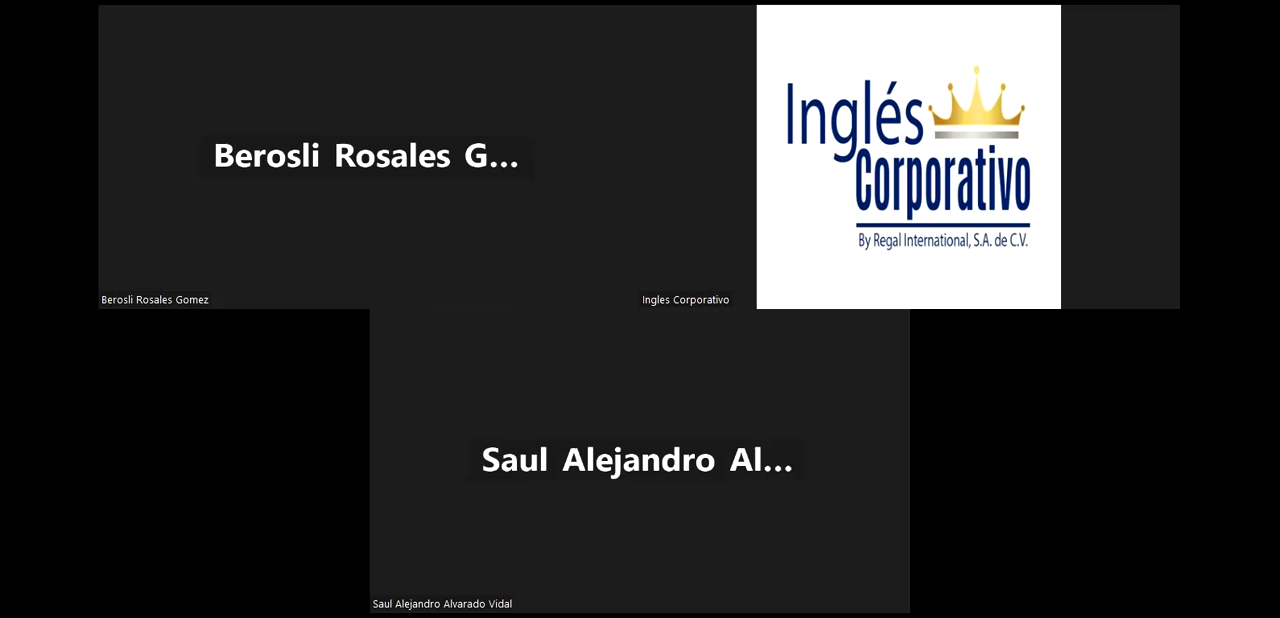 Berosli Rosales G...
Berosli Rosales Gomez
Inglés
Corporativo
By Regal International, S.A. de C.V.
Ingles Corporativo
Saul Alejandro Al...
Saul Alejandro Alvarado Vidal